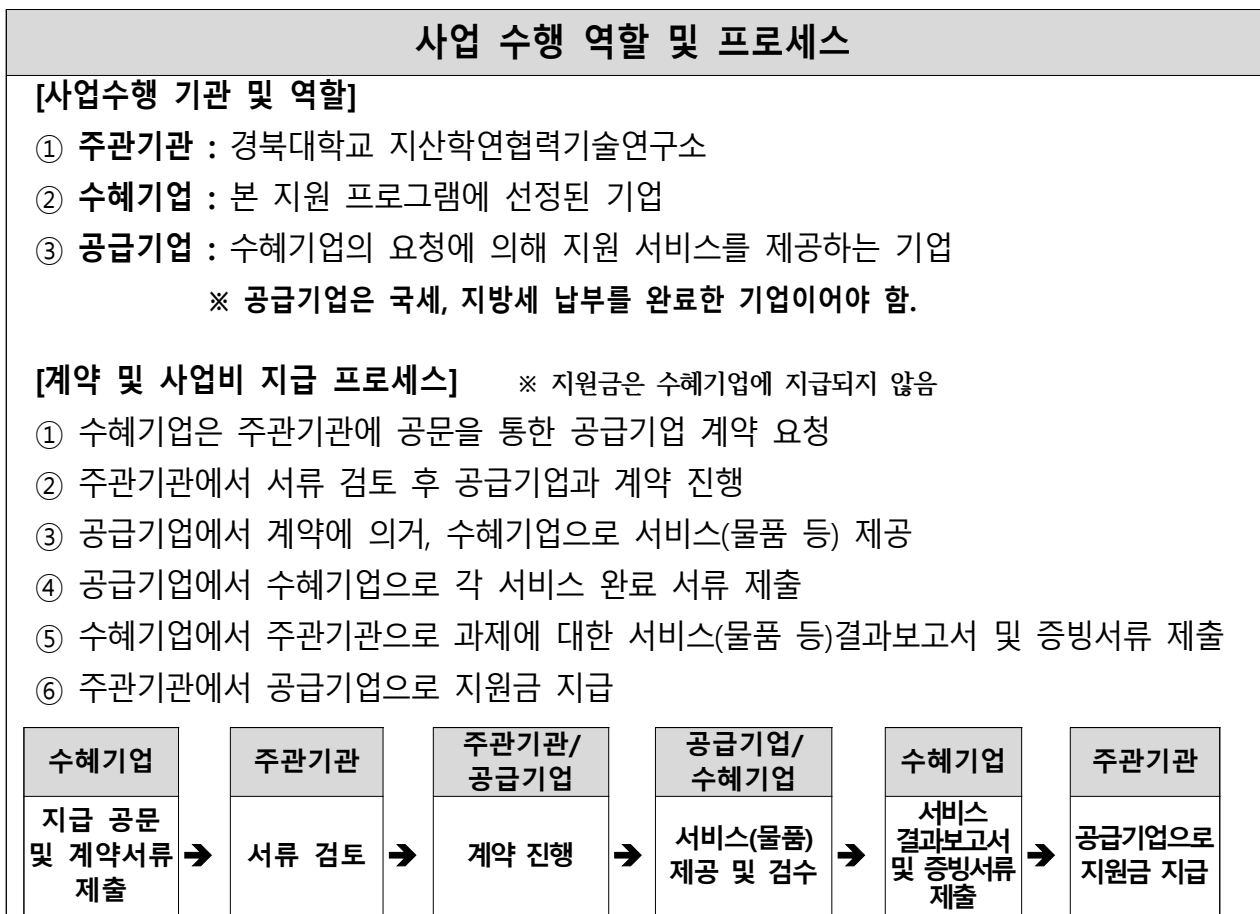 사업 수행 역할 및 프로세스
[사업수행 기관 및 역할]
① 주관기관 : 경북대학교 지산학연협력기술연구소
② 수혜기업 : 본 지원 프로그램에 선정된 기업
③ 공급기업 : 수혜기업의 요청에 의해 지원 서비스를 제공하는 기업
※ 공급기업은 국세, 지방세 납부를 완료한 기업이어야 함.
[계약 및 사업비 지급 프로세스] ※ 지원금은 수혜기업에 지급되지 않음
① 수혜기업은 주관기관에 공문을 통한 공급기업 계약 요청
② 주관기관에서 서류 검토 후 공급기업과 계약 진행
③ 공급기업에서 계약에 의거, 수혜기업으로 서비스(물품 등) 제공
④ 공급기업에서 수혜기업으로 각 서비스 완료 서류 제출
⑤ 수혜기업에서 주관기관으로 과제에 대한 서비스(물품 등)결과보고서 및 증빙서류 제출
⑥ 주관기관에서 공급기업으로 지원금 지급
수혜기업
지급 공문
및 계약서류
제출
➔
주관기관
서류 검토
➔
주관기관/
공급기업
계약 진행
➔
공급기업/
수혜기업
서비스(물품)
제공 및 검수
➔
수혜기업
서비스
결과보고서
및 증빙서류
제출
➔
주관기관
공급기업으로
지원금 지급